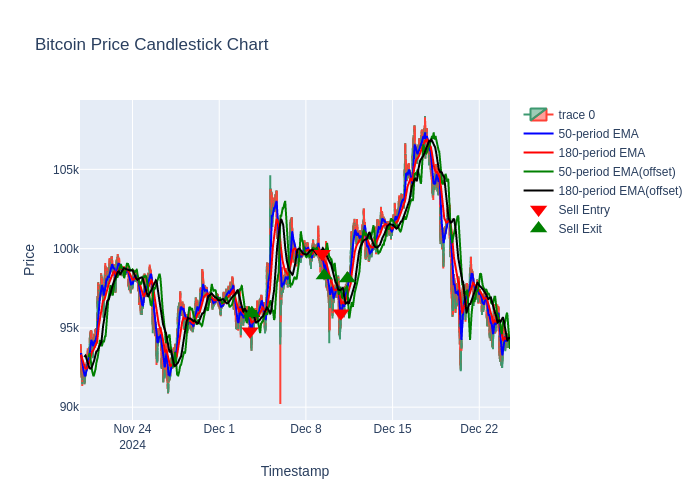 Bitcoin Price Candlestick Chart
trace 0
50-period EMA
180-period EMA
50-period EMA(offset)
180-period EMA(offset)
Sell Entry
Sell Exit
Price
105k
100k
95k
90k
Nov 24
2024
Dec 1
Dec 8
Dec 15
Dec 22
Timestamp